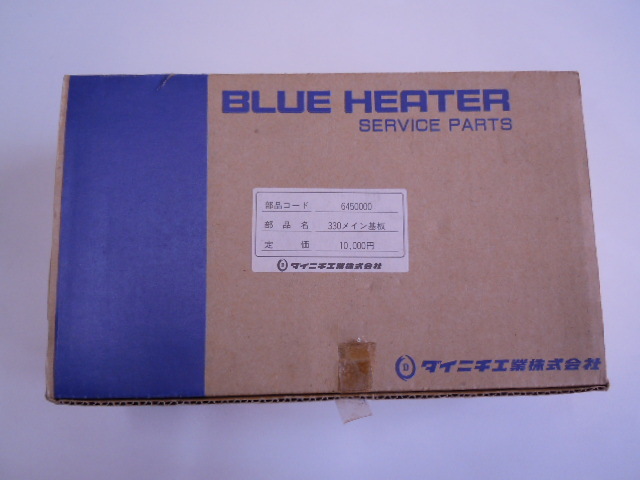 BLUE HEATER
SERVICE PARTS
部品コード 6450000
部品名 330メイン基板
定価 10,000円
ダイニチ工業株式会社
D ダイニチ工業株式会社